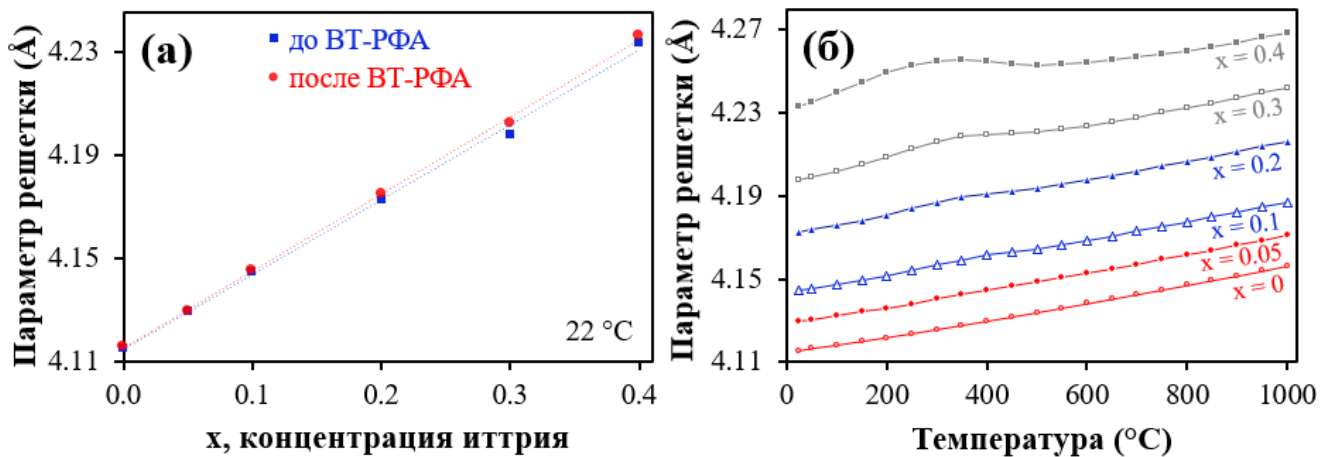 (а)
до ВТ-РФА
после ВТ-РФА
22 °C
Параметр решетки (Å)
4.23
4.19
4.15
4.11
0.0 0.1 0.2 0.3 0.4
x, концентрация иттрия
(б)
x = 0.4
x = 0.3
x = 0.2
x = 0.1
x = 0.05
x = 0
Параметр решетки (Å)
4.27
4.23
4.19
4.15
4.11
0 200 400 600 800 1000
Температура (°C)